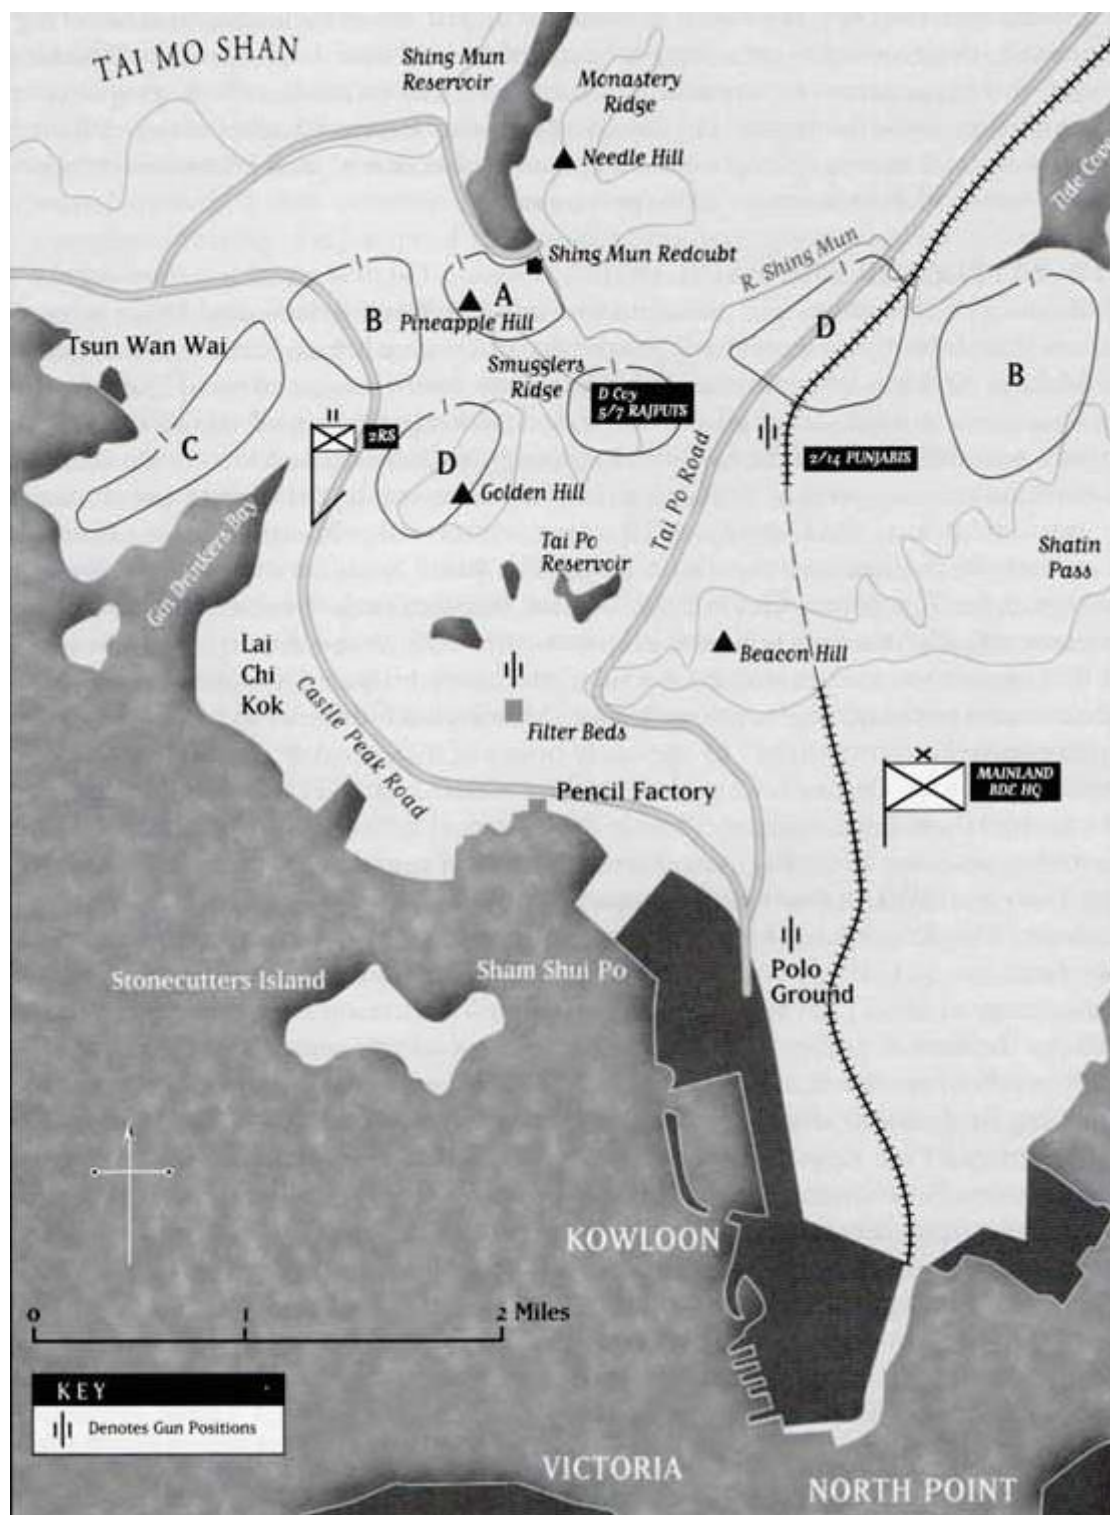 TAI MO SHAN
Shing Mun
Reservoir
Monastery
Ridge
Needle Hill
Tide Cove
Shing Mun Redoubt
R. Shing Mun
A
B
Pineapple Hill
D
B
Tsun Wan Wai
Smugglers
Ridge
D Coy
5/7 RAJPUTS
C
2RS
D
Golden Hill
2/14 PUNJABIS
Tai Po Road
Gin Drinkers Bay
Tai Po
Reservoir
Shatin
Pass
Lai
Chi
Kok
Beacon Hill
Castle Peak Road
Filter Beds
MAINLAND
BDE HQ
Pencil Factory
Stonecutters Island
Sham Shui Po
Polo
Ground
KOWLOON
0 1 2 Miles
KEY
Denotes Gun Positions
VICTORIA
NORTH POINT